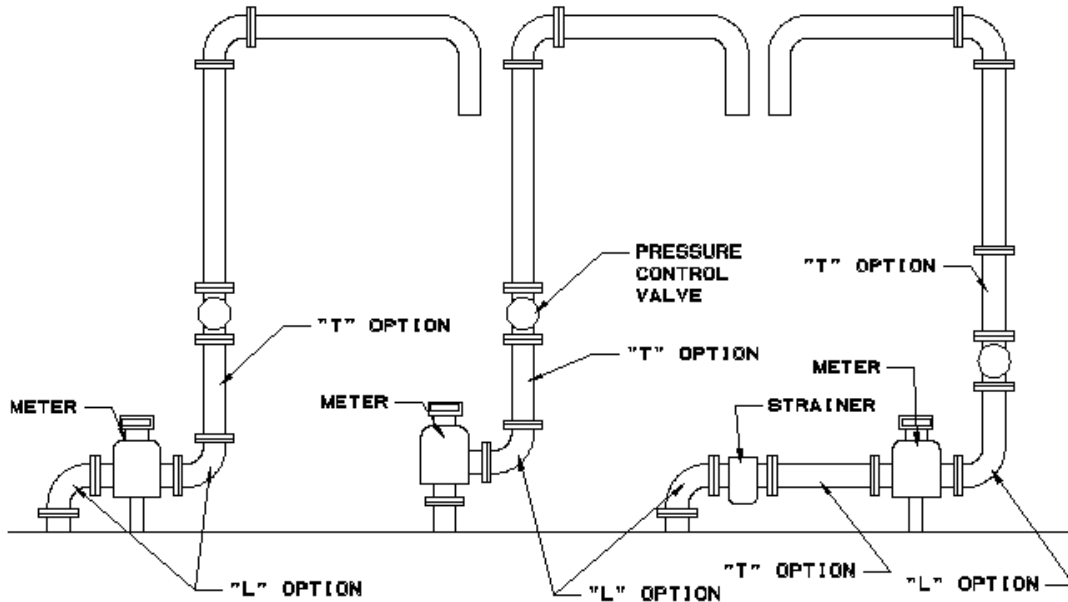 PRESSURE
CONTROL
VALVE
"T" OPTION
"T" OPTION
"T" OPTION
METER
METER
METER
STRAINER
"T" OPTION
"L" OPTION
"L" OPTION
"L" OPTION